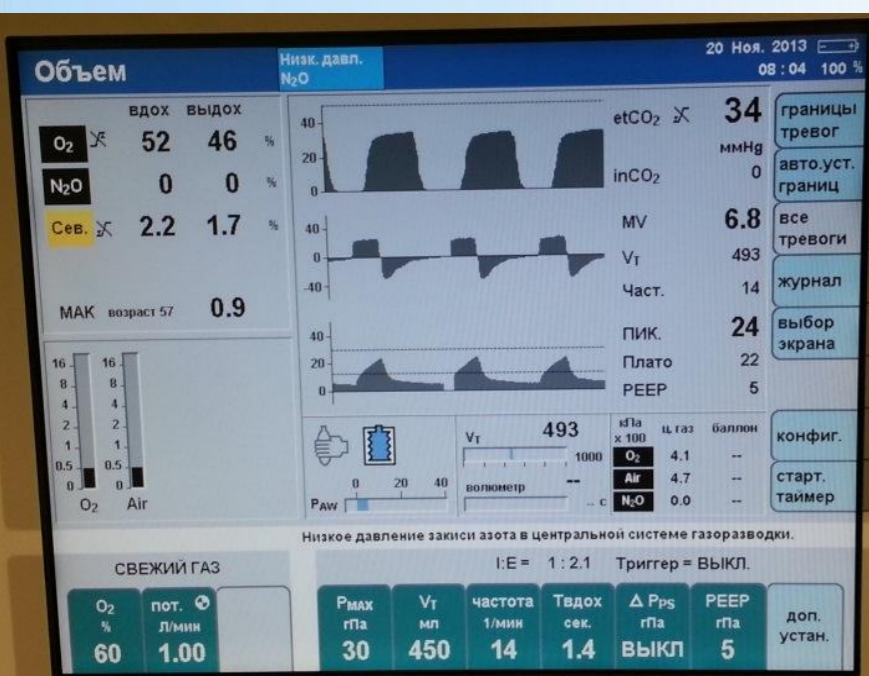 Объем
Низк. давл.
N₂O
20 Ноя. 2013
08:04 100 %
вдох выдох
O₂ 52 46 %
N₂O 0 0 %
Сев. 2.2 1.7 %
МАК возраст 57 0.9
40
20
0
etCO₂ 34
ммHg
inCO₂ 0
40
0
-40
MV 6.8
VT 493
Част. 14
40
20
0
ПИК. 24
Плато 22
PEEP 5
границы
тревог
авто.уст.
границ
все
тревоги
журнал
выбор
экрана
конфиг.
старт.
таймер
16 16
8 8
4 4
2 2
1 1
0.5 0.5
0 0
O₂ Air
0 20 40
PAW
VT 493
1000
волюметр --
-- с
кПа
x 100 ц. газ баллон
O₂ 4.1 --
Air 4.7 --
N₂O 0.0 --
Низкое давление закиси азота в центральной системе газоразводки.
СВЕЖИЙ ГАЗ
I:E = 1 : 2.1 Триггер = ВЫКЛ.
O₂
%
60
пот.
Л/мин
1.00
PMAX
гПа
30
VT
мл
450
частота
1/мин
14
Tвдох
сек.
1.4
Δ PPS
гПа
ВЫКЛ
PEEP
гПа
5
доп.
устан.